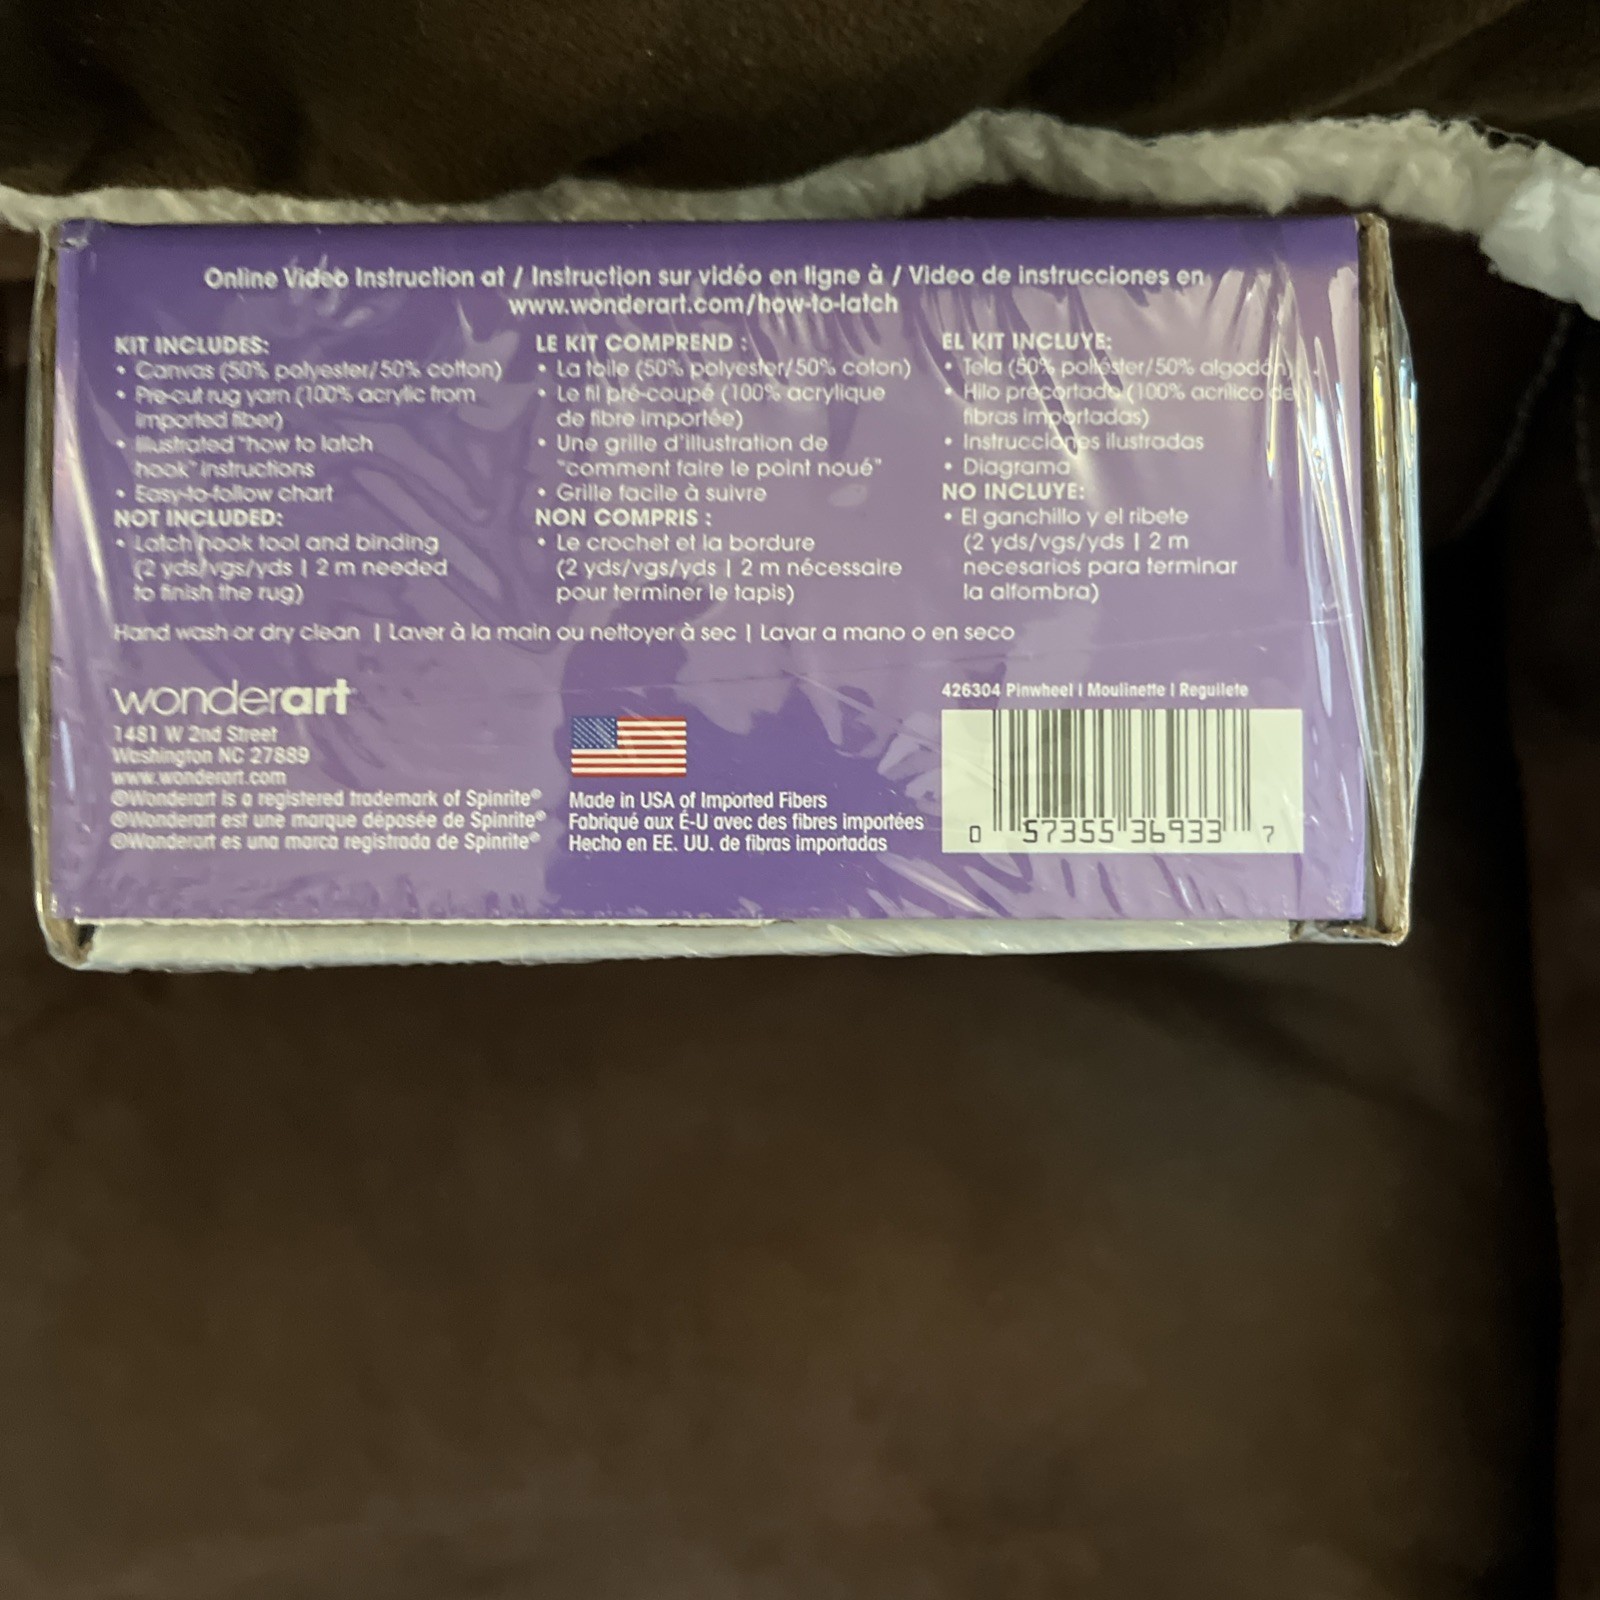 Online Video Instruction at / Instruction sur vidéo en ligne à / Video de instrucciones en
www.wonderart.com/how-to-latch
KIT INCLUDES:
• Canvas (50% polyester/50% cotton)
• Pre-cut rug yarn (100% acrylic from
imported fiber)
• Illustrated "how to latch
hook" instructions
• Easy-to-follow chart
NOT INCLUDED:
• Latch hook tool and binding
(2 yds/vgs/yds | 2 m needed
to finish the rug)
LE KIT COMPREND :
• La toile (50% polyester/50% coton)
• Le fil pré-coupé (100% acrylique
de fibre importée)
• Une grille d'illustration de
"comment faire le point noué"
• Grille facile à suivre
NON COMPRIS :
• Le crochet et la bordure
(2 yds/vgs/yds | 2 m nécessaire
pour terminer le tapis)
EL KIT INCLUYE:
• Tela (50% poliéster/50% algodón)
• Hilo precortado (100% acrílico de
fibras importadas)
• Instrucciones ilustradas
• Diagrama
NO INCLUYE:
• El ganchillo y el ribete
(2 yds/vgs/yds | 2 m
necesarios para terminar
la alfombra)
Hand wash or dry clean | Laver à la main ou nettoyer à sec | Lavar a mano o en seco
wonderart
1481 W 2nd Street
Washington NC 27889
www.wonderart.com
®Wonderart is a registered trademark of Spinrite®
®Wonderart est une marque déposée de Spinrite®
®Wonderart es una marca registrada de Spinrite®
Made in USA of Imported Fibers
Fabriqué aux É-U avec des fibres importées
Hecho en EE. UU. de fibras importadas
426304 Pinwheel | Moulinette | Reguilete
0 57355 36933 7